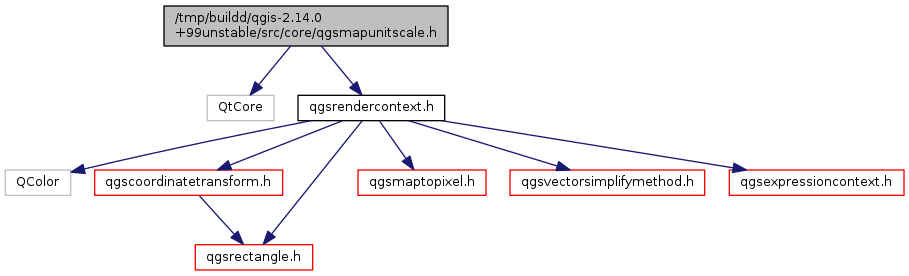 /tmp/buildd/qgis-2.14.0
+99unstable/src/core/qgsmapunitscale.h
QtCore
qgsrendercontext.h
QColor
qgscoordinatetransform.h
qgsmaptopixel.h
qgsvectorsimplifymethod.h
qgsexpressioncontext.h
qgsrectangle.h